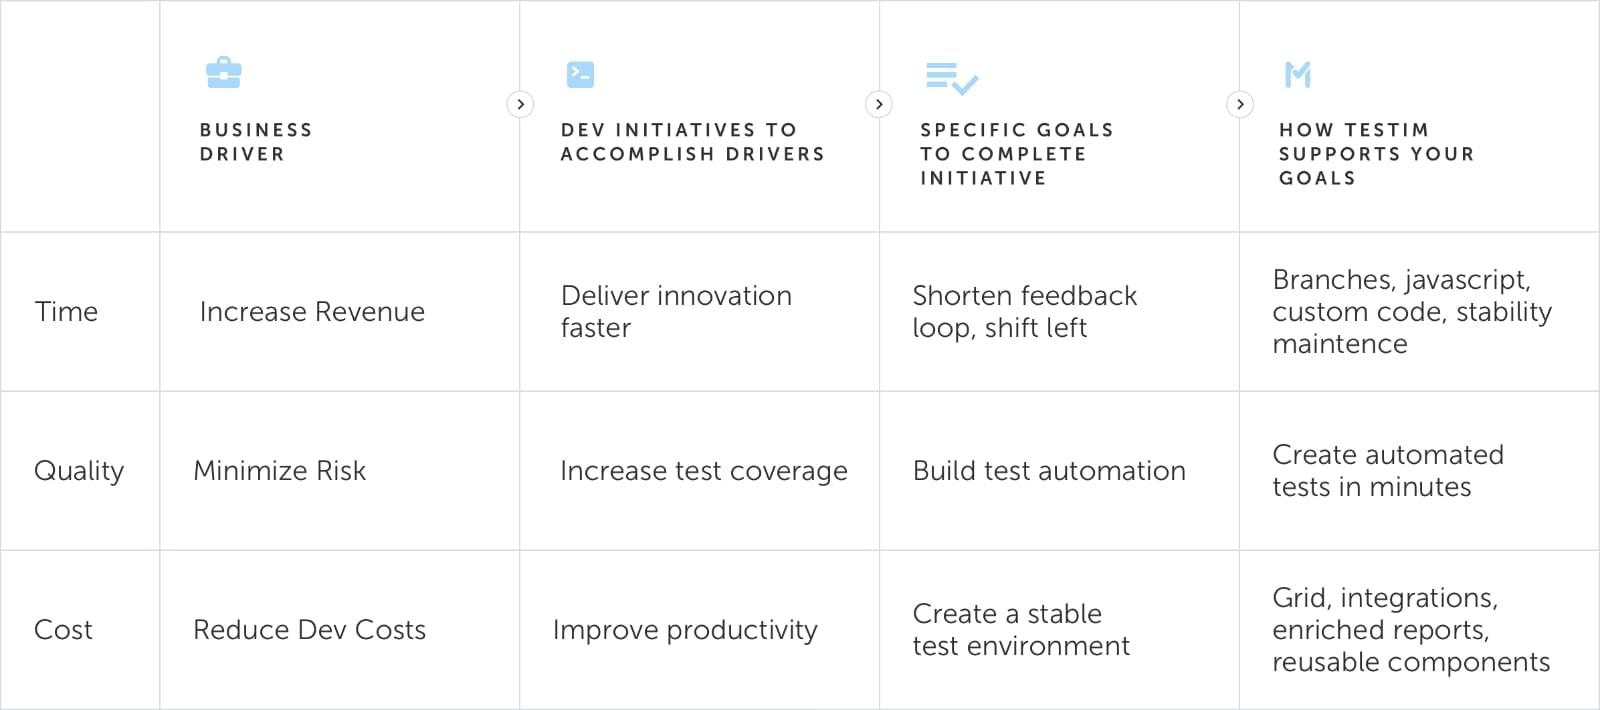 BUSINESS
DRIVER
DEV INITIATIVES TO
ACCOMPLISH DRIVERS
SPECIFIC GOALS
TO COMPLETE
INITIATIVE
HOW TESTIM
SUPPORTS YOUR
GOALS
Time
Increase Revenue
Deliver innovation
faster
Shorten feedback
loop, shift left
Branches, javascript,
custom code, stability
maintence
Quality
Minimize Risk
Increase test coverage
Build test automation
Create automated
tests in minutes
Cost
Reduce Dev Costs
Improve productivity
Create a stable
test environment
Grid, integrations,
enriched reports,
reusable components